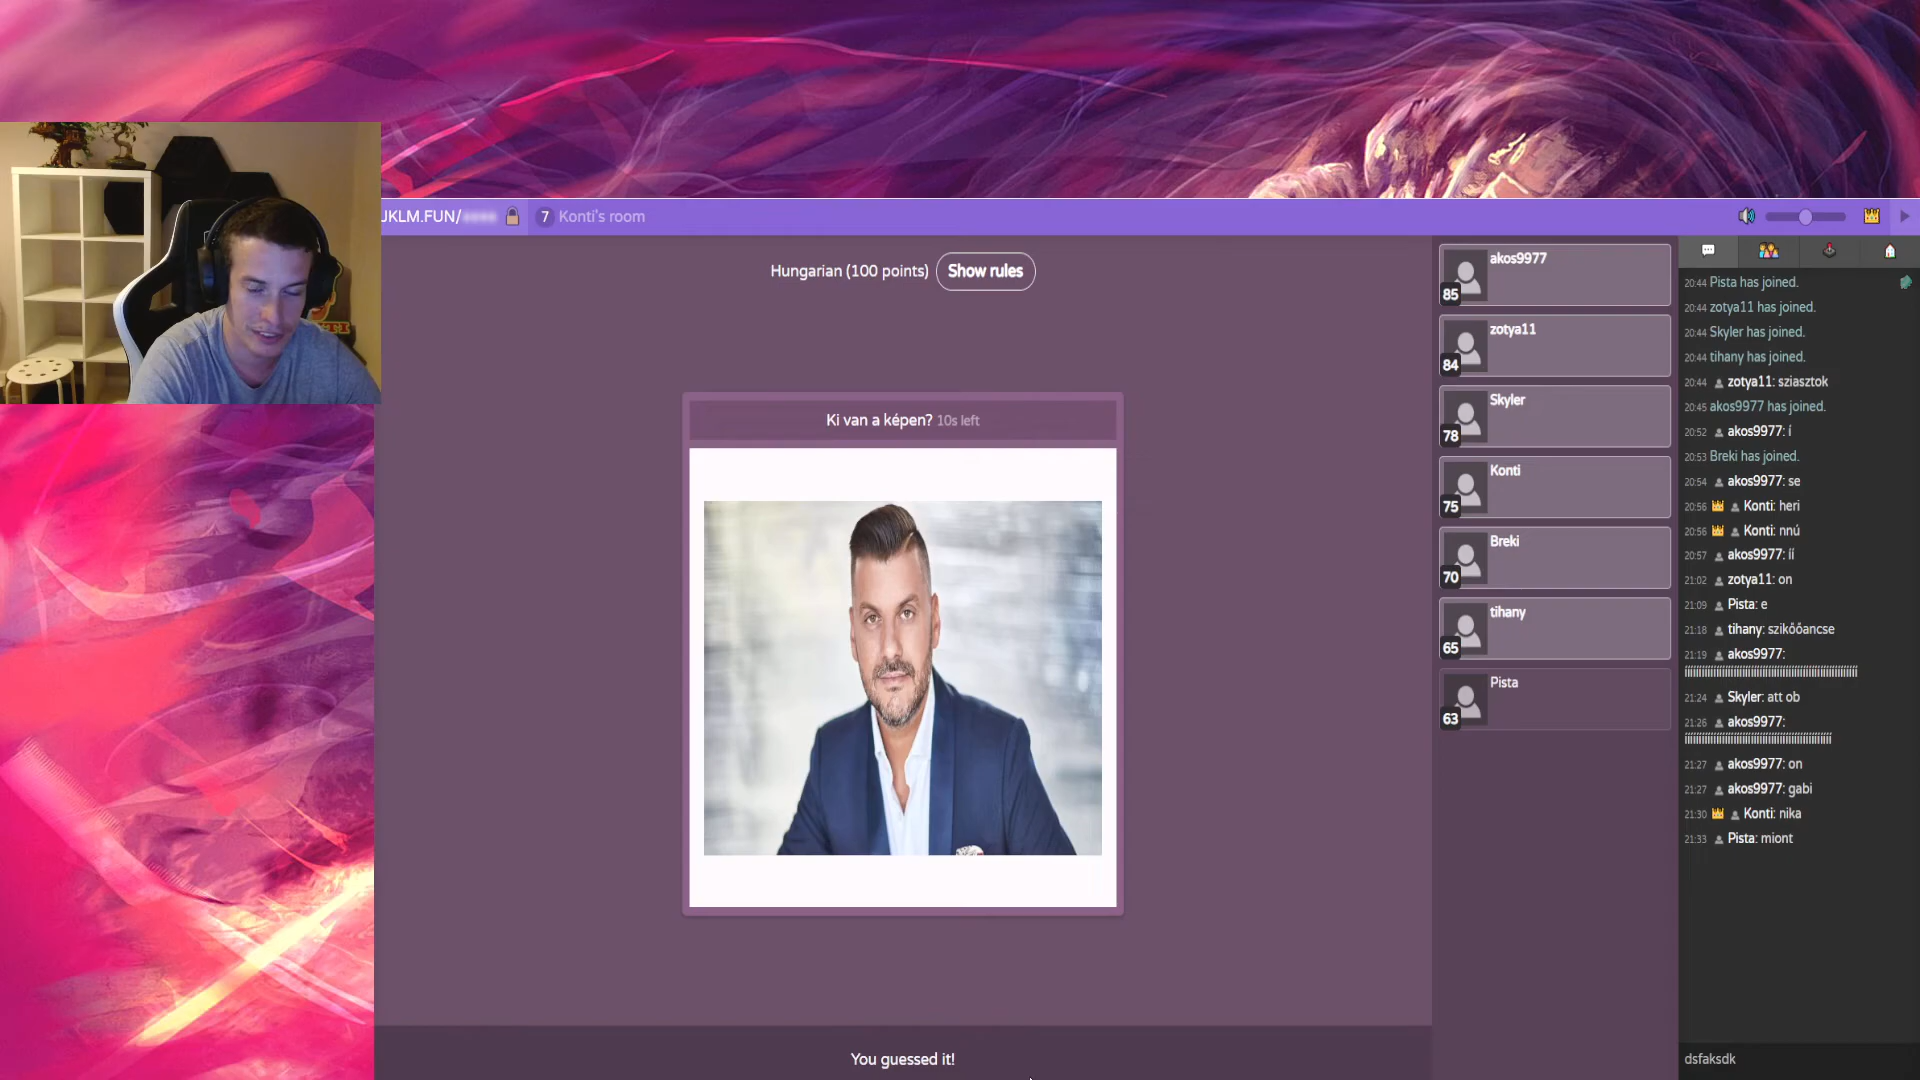 JKLM.FUN/
7 Konti's room
Hungarian (100 points) Show rules
Ki van a képen? 10s left
You guessed it!
akos9977
85
zotya11
84
Skyler
78
Konti
75
Breki
70
tihany
65
Pista
63
20:44 Pista has joined.
20:44 zotya11 has joined.
20:44 Skyler has joined.
20:44 tihany has joined.
20:44 zotya11: sziasztok
20:45 akos9977 has joined.
20:52 akos9977: í
20:53 Breki has joined.
20:54 akos9977: se
20:56 Konti: heri
20:56 Konti: nnú
20:57 akos9977: íí
21:02 zotya11: on
21:09 Pista: e
21:18 tihany: szikőőancse
21:19 akos9977:
21:24 Skyler: att ob
21:26 akos9977:
21:27 akos9977: on
21:27 akos9977: gabi
21:30 Konti: nika
21:33 Pista: miont
dsfaksdk